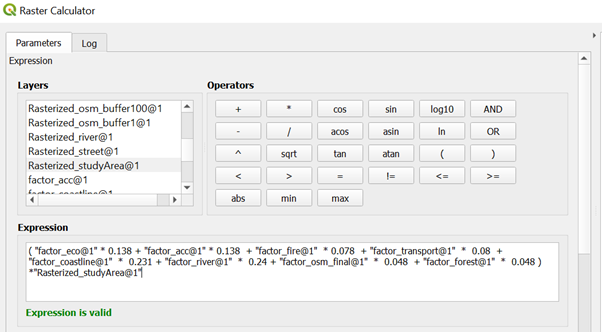 Raster Calculator
Parameters
Log
Expression
Layers
Operators
Rasterized_osm_buffer100@1
Rasterized_osm_buffer1@1
Rasterized_river@1
Rasterized_street@1
Rasterized_studyArea@1
factor_acc@1
factor_coastline@1
+ * cos sin log10 AND
- / acos asin ln OR
^ sqrt tan atan ( )
< > = != <= >=
abs min max
Expression
( "factor_eco@1" * 0.138 + "factor_acc@1" * 0.138 + "factor_fire@1" * 0.078 + "factor_transport@1" * 0.08 +
"factor_coastline@1" * 0.231 + "factor_river@1" * 0.24 + "factor_osm_final@1" * 0.048 + "factor_forest@1" * 0.048 )
*"Rasterized_studyArea@1"
Expression is valid